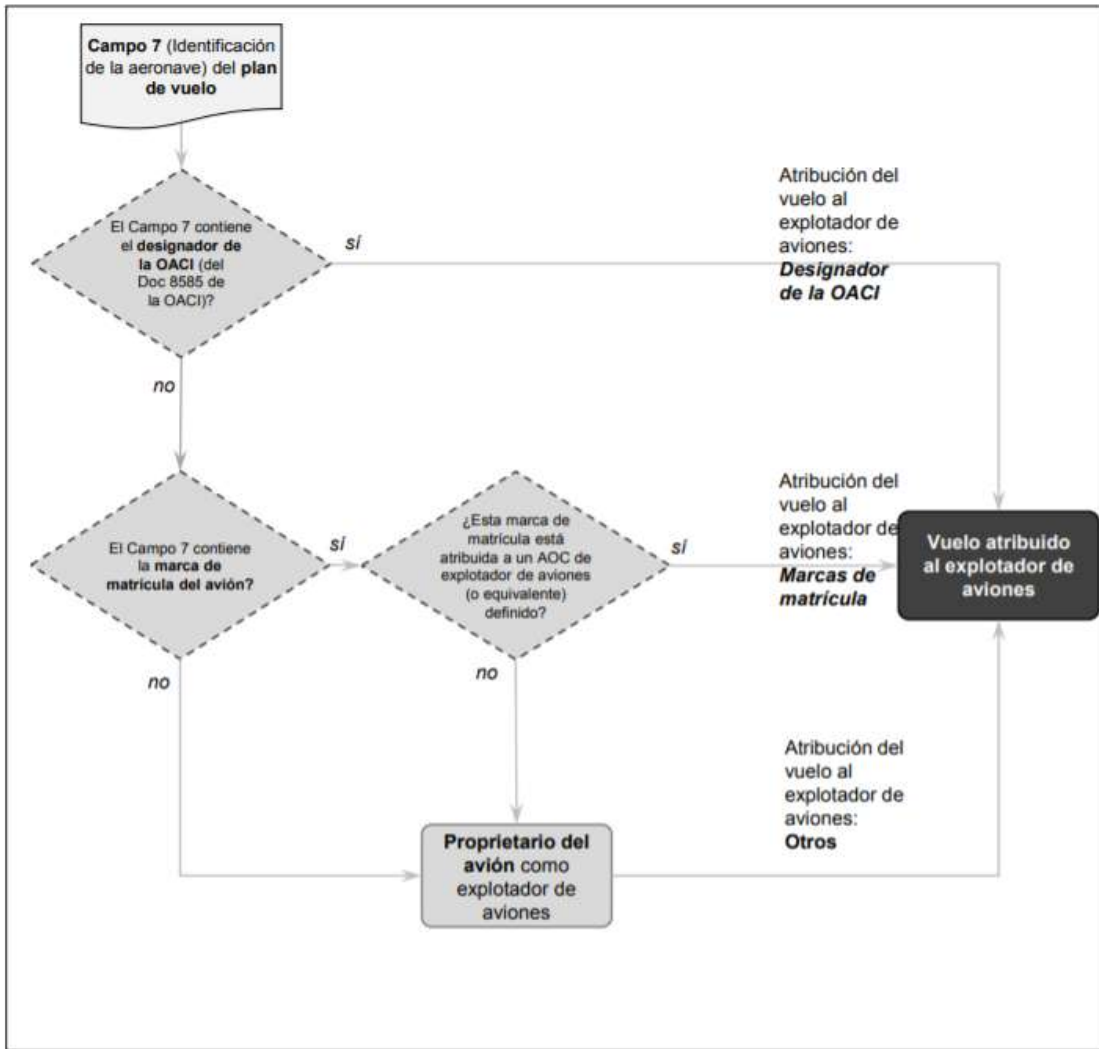 Campo 7 (Identificación
de la aeronave) del plan
de vuelo
El Campo 7 contiene
el designador de
la OACI (del
Doc 8585 de
la OACI)?
sí
Atribución del
vuelo al
explotador de
aviones:
Designador
de la OACI
no
El Campo 7 contiene
la marca de
matrícula del avión?
sí
¿Esta marca de
matrícula está
atribuida a un AOC de
explotador de aviones
(o equivalente)
definido?
sí
Atribución del
vuelo al
explotador de
aviones:
Marcas de
matrícula
Vuelo atribuido
al explotador de
aviones
no
no
Atribución del
vuelo al
explotador de
aviones:
Otros
Proprietario del
avión como
explotador de
aviones